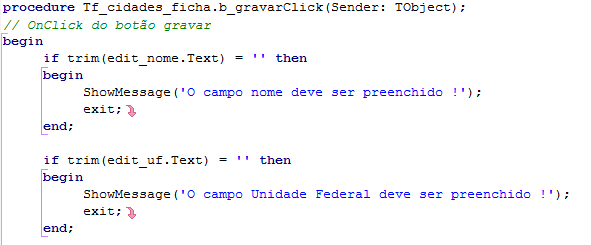 procedure Tf_cidades_ficha.b_gravarClick(Sender: TObject);
// OnClick do botão gravar
begin
if trim(edit_nome.Text) = '' then
begin
ShowMessage('O campo nome deve ser preenchido !');
exit;
end;
if trim(edit_uf.Text) = '' then
begin
ShowMessage('O campo Unidade Federal deve ser preenchido !');
exit;
end;